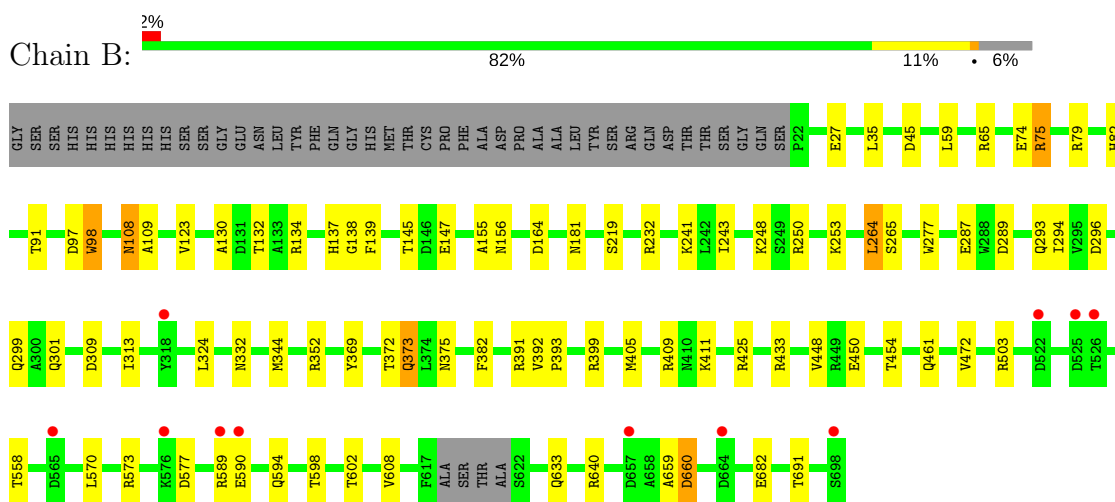 2%
Chain B:
82% 11% • 6%
GLY SER SER HIS HIS HIS HIS HIS HIS SER SER GLY GLU ASN LEU TYR PHE GLN GLY HIS MET THR CYS PRO PHE ALA ASP PRO ALA ALA LEU TYR SER ARG GLN ASP THR THR SER GLY GLN SER P22 E27 L35 D45 L59 R65 E74 R75 R79
T91 D97 W98 N108 A109 V123 A130 D131 T132 A133 R134 H137 G138 F139 T145 D146 E147 A155 N156 D164 N181 S219 R232 K241 L242 I243 K248 S249 R250 K253 L264 S265 W277 E287 W288 D289 Q293 I294 V295 D296
Q299 A300 Q301 D309 I313 Y318 L324 N332 M344 R352 Y369 T372 Q373 L374 N375 F382 R391 V392 P393 R399 M405 R409 N410 K411 R425 R433 V448 R449 E450 T454 Q461 V472 R503 D522 D525 T526
T558 D565 L570 R573 K576 D577 R589 E590 Q594 T598 T602 V608 F617 ALA SER THR ALA S622 Q633 R640 D657 A658 A659 D660 D664 E682 T691 S698